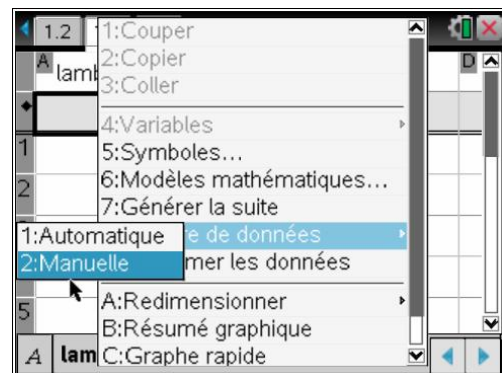 1.2 1
1:Couper
2:Copier
3:Coller
4:Variables
5:Symboles...
6:Modèles mathématiques...
7:Générer la suite
re de données
mer les données
1:Automatique
2:Manuelle
A:Redimensionner
B:Résumé graphique
C:Graphe rapide
A lamb
D
1
2
5
A lam